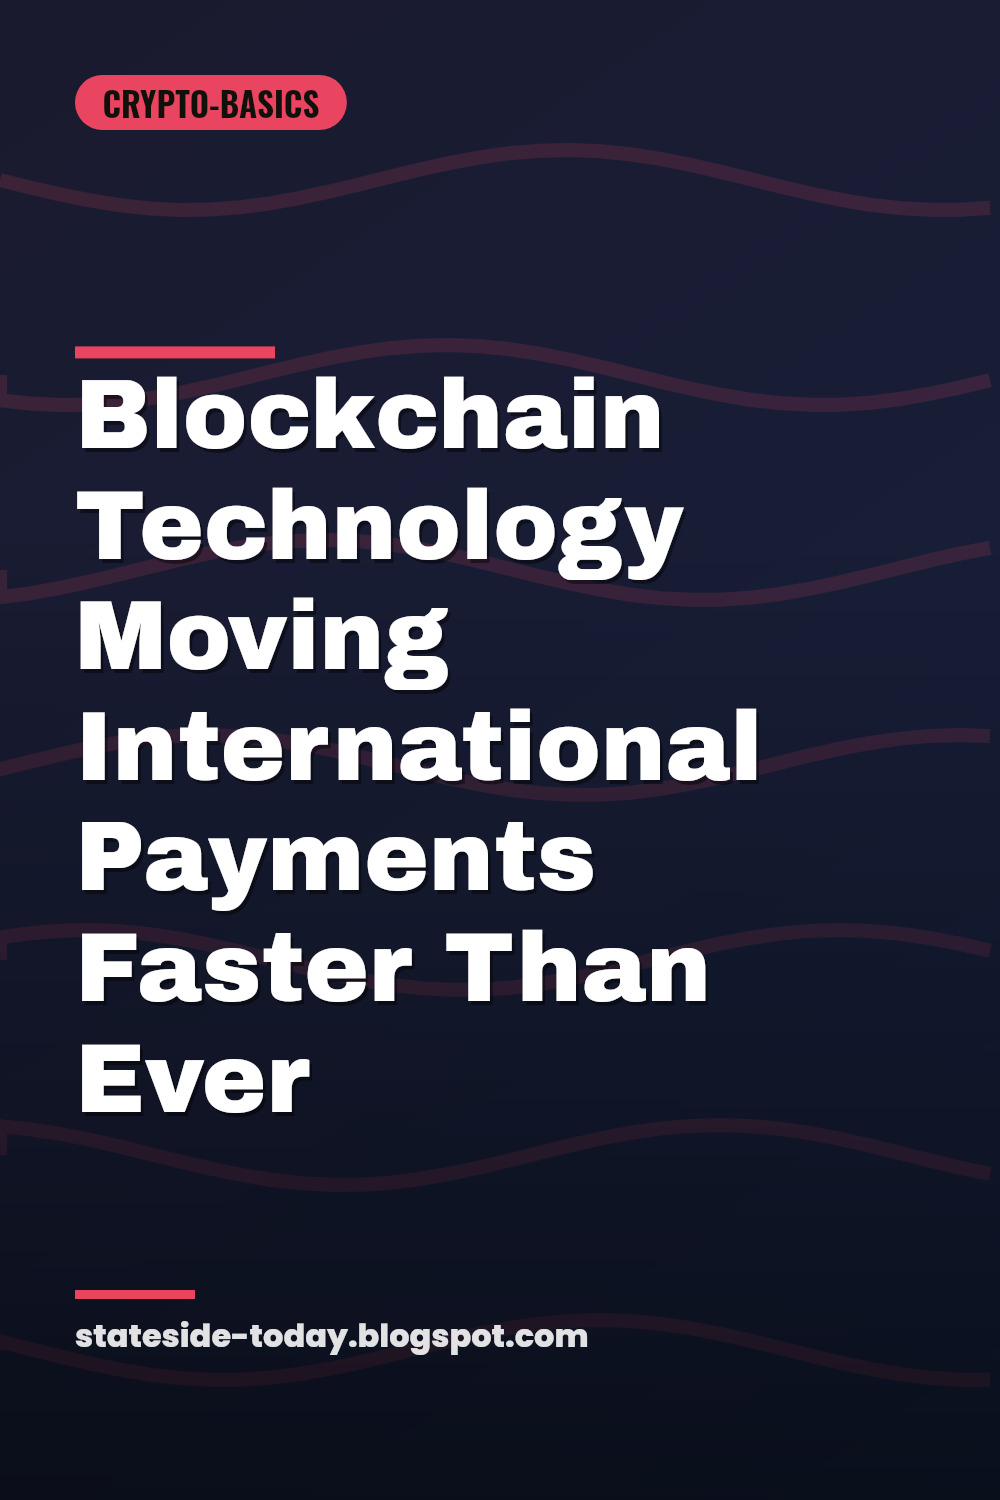 CRYPTO-BASICS
Blockchain
Technology
Moving
International
Payments
Faster Than
Ever
stateside-today.blogspot.com